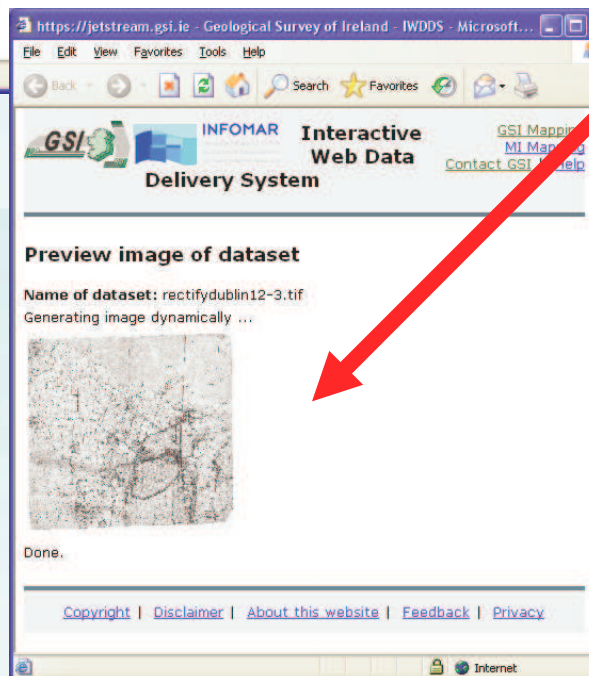 https://jetstream.gsi.ie - Geological Survey of Ireland - IWDDS - Microsoft...
File Edit View Favorites Tools Help
Back Search Favorites
GSI INFOMAR Interactive Web Data Delivery System
GSI Mapping
MI Mapping
Contact GSI | Help
Preview image of dataset
Name of dataset: rectifydublin12-3.tif
Generating image dynamically ...
Done.
Copyright | Disclaimer | About this website | Feedback | Privacy
Internet